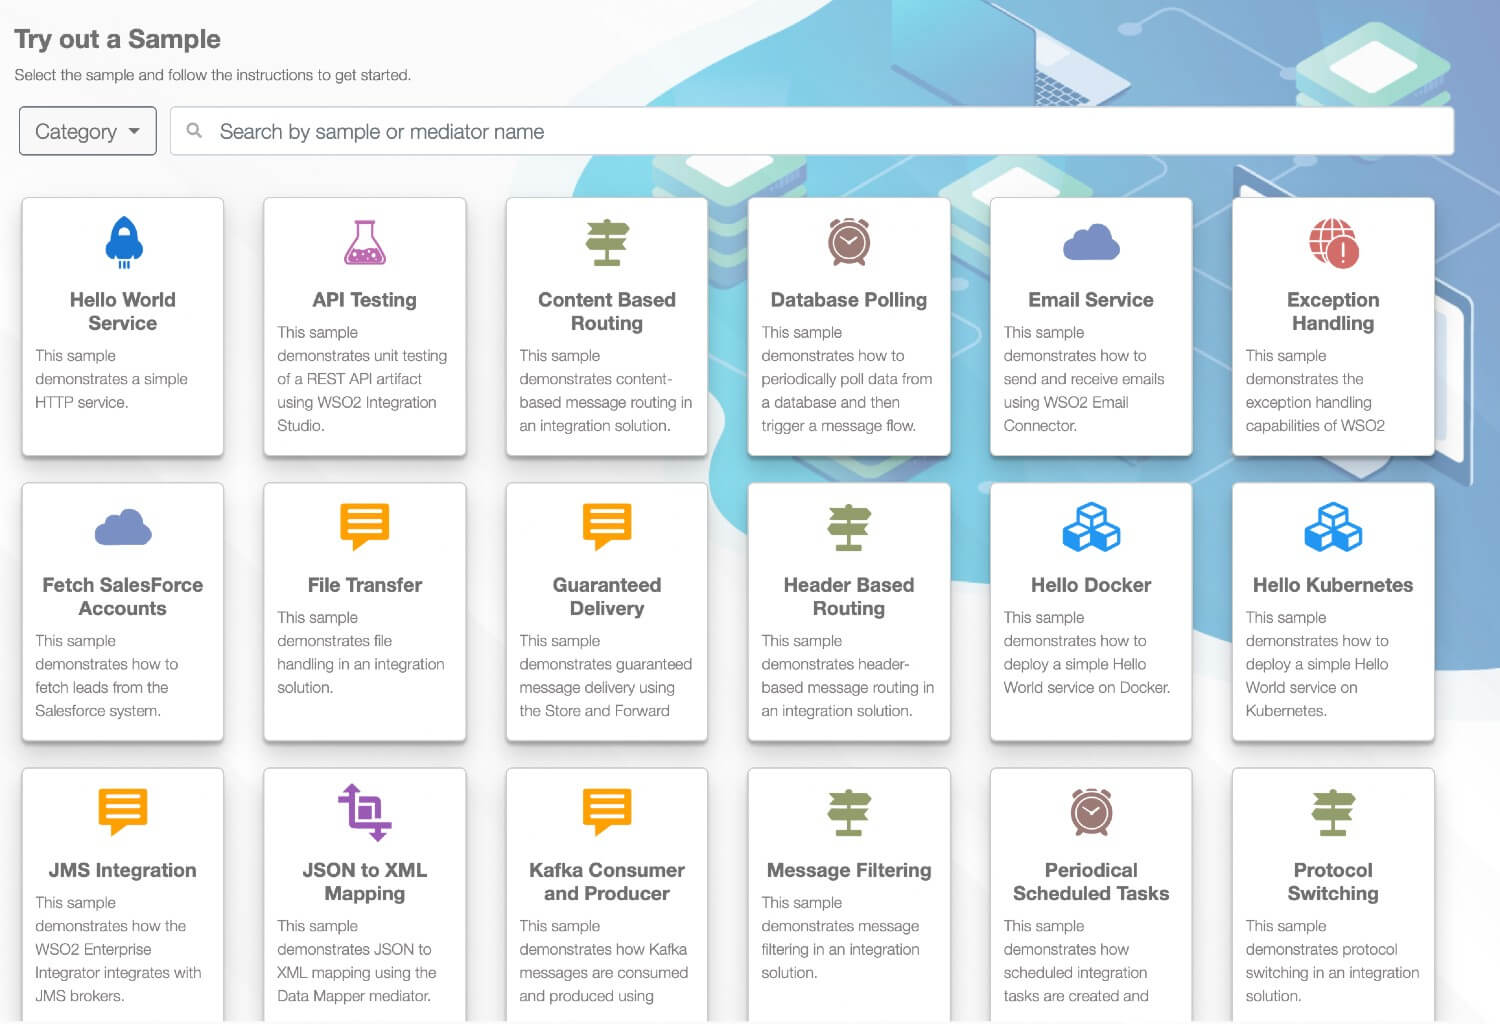 Try out a Sample
Select the sample and follow the instructions to get started.
Category
Search by sample or mediator name
Hello World
Service
This sample
demonstrates a simple
HTTP service.
API Testing
This sample
demonstrates unit testing
of a REST API artifact
using WSO2 Integration
Studio.
Content Based
Routing
This sample
demonstrates content-
based message routing in
an integration solution.
Database Polling
This sample
demonstrates how to
periodically poll data from
a database and then
trigger a message flow.
Email Service
This sample
demonstrates how to
send and receive emails
using WSO2 Email
Connector.
Exception
Handling
This sample
demonstrates the
exception handling
capabilities of WSO2
Fetch SalesForce
Accounts
This sample
demonstrates how to
fetch leads from the
Salesforce system.
File Transfer
This sample
demonstrates file
handling in an integration
solution.
Guaranteed
Delivery
This sample
demonstrates guaranteed
message delivery using
the Store and Forward
Header Based
Routing
This sample
demonstrates header-
based message routing in
an integration solution.
Hello Docker
This sample
demonstrates how to
deploy a simple Hello
World service on Docker.
Hello Kubernetes
This sample
demonstrates how to
deploy a simple Hello
World service on
Kubernetes.
JMS Integration
This sample
demonstrates how the
WSO2 Enterprise
Integrator integrates with
JMS brokers.
JSON to XML
Mapping
This sample
demonstrates JSON to
XML mapping using the
Data Mapper mediator.
Kafka Consumer
and Producer
This sample
demonstrates how Kafka
messages are consumed
and produced using
Message Filtering
This sample
demonstrates message
filtering in an integration
solution.
Periodical
Scheduled Tasks
This sample
demonstrates how
scheduled integration
tasks are created and
Protocol
Switching
This sample
demonstrates protocol
switching in an integration
solution.